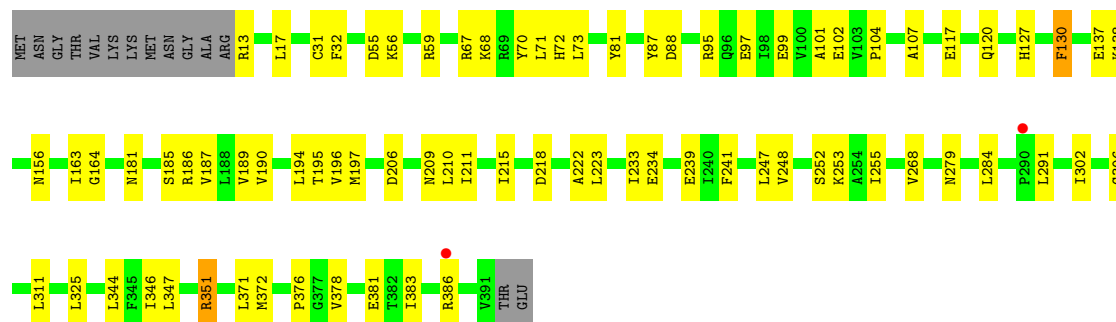 MET ASN GLY THR VAL LYS LYS MET ASN GLY ALA ARG R13 L17 C31 F32 D55 K56 R59 R67 K68 R69 Y70 L71 H72 L73 Y81 Y87 D88 R95 Q96 E97 I98 E99 V100 A101 E102 V103 P104 A107 E117 Q120 H127 F130 E137
N156 I163 G164 N181 S185 R186 V187 L188 V189 V190 L194 T195 V196 M197 D206 N209 L210 I211 I215 D218 A222 L223 I233 E234 E239 I240 F241 L247 V248 S252 K253 A254 I255 V268 N279 L284 P290 L291 I302
L311 L325 L344 F345 I346 L347 R351 L371 M372 P376 G377 V378 E381 T382 I383 R386 V391 THR GLU